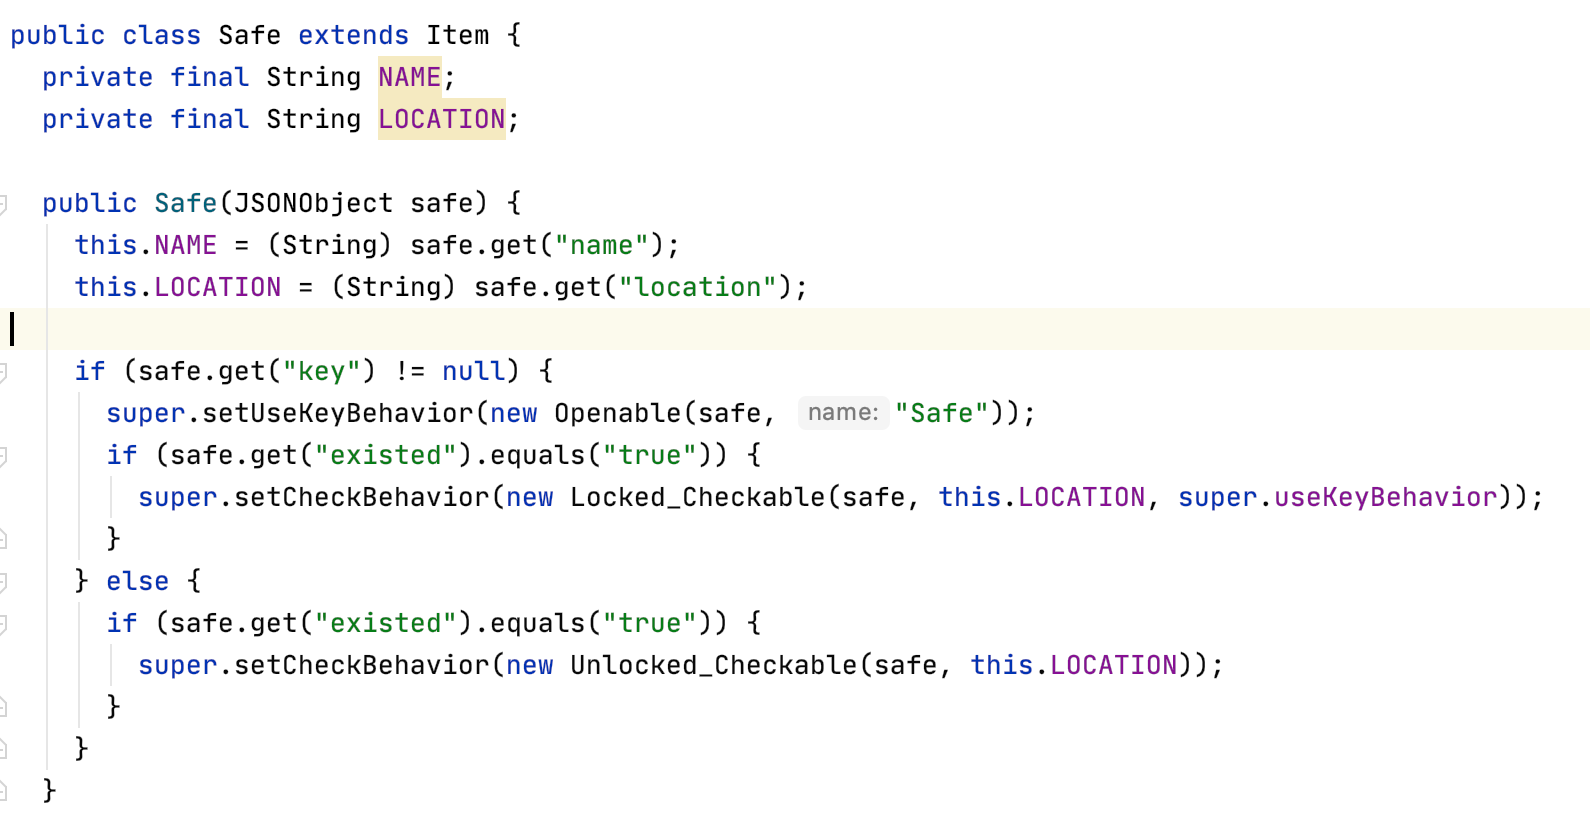 public class Safe extends Item {
  private final String NAME;
  private final String LOCATION;

  public Safe(JSONObject safe) {
    this.NAME = (String) safe.get("name");
    this.LOCATION = (String) safe.get("location");

    if (safe.get("key") != null) {
      super.setUseKeyBehavior(new Openable(safe, name: "Safe"));
      if (safe.get("existed").equals("true")) {
        super.setCheckBehavior(new Locked_Checkable(safe, this.LOCATION, super.useKeyBehavior));
      }
    } else {
      if (safe.get("existed").equals("true")) {
        super.setCheckBehavior(new Unlocked_Checkable(safe, this.LOCATION));
      }
    }
  }